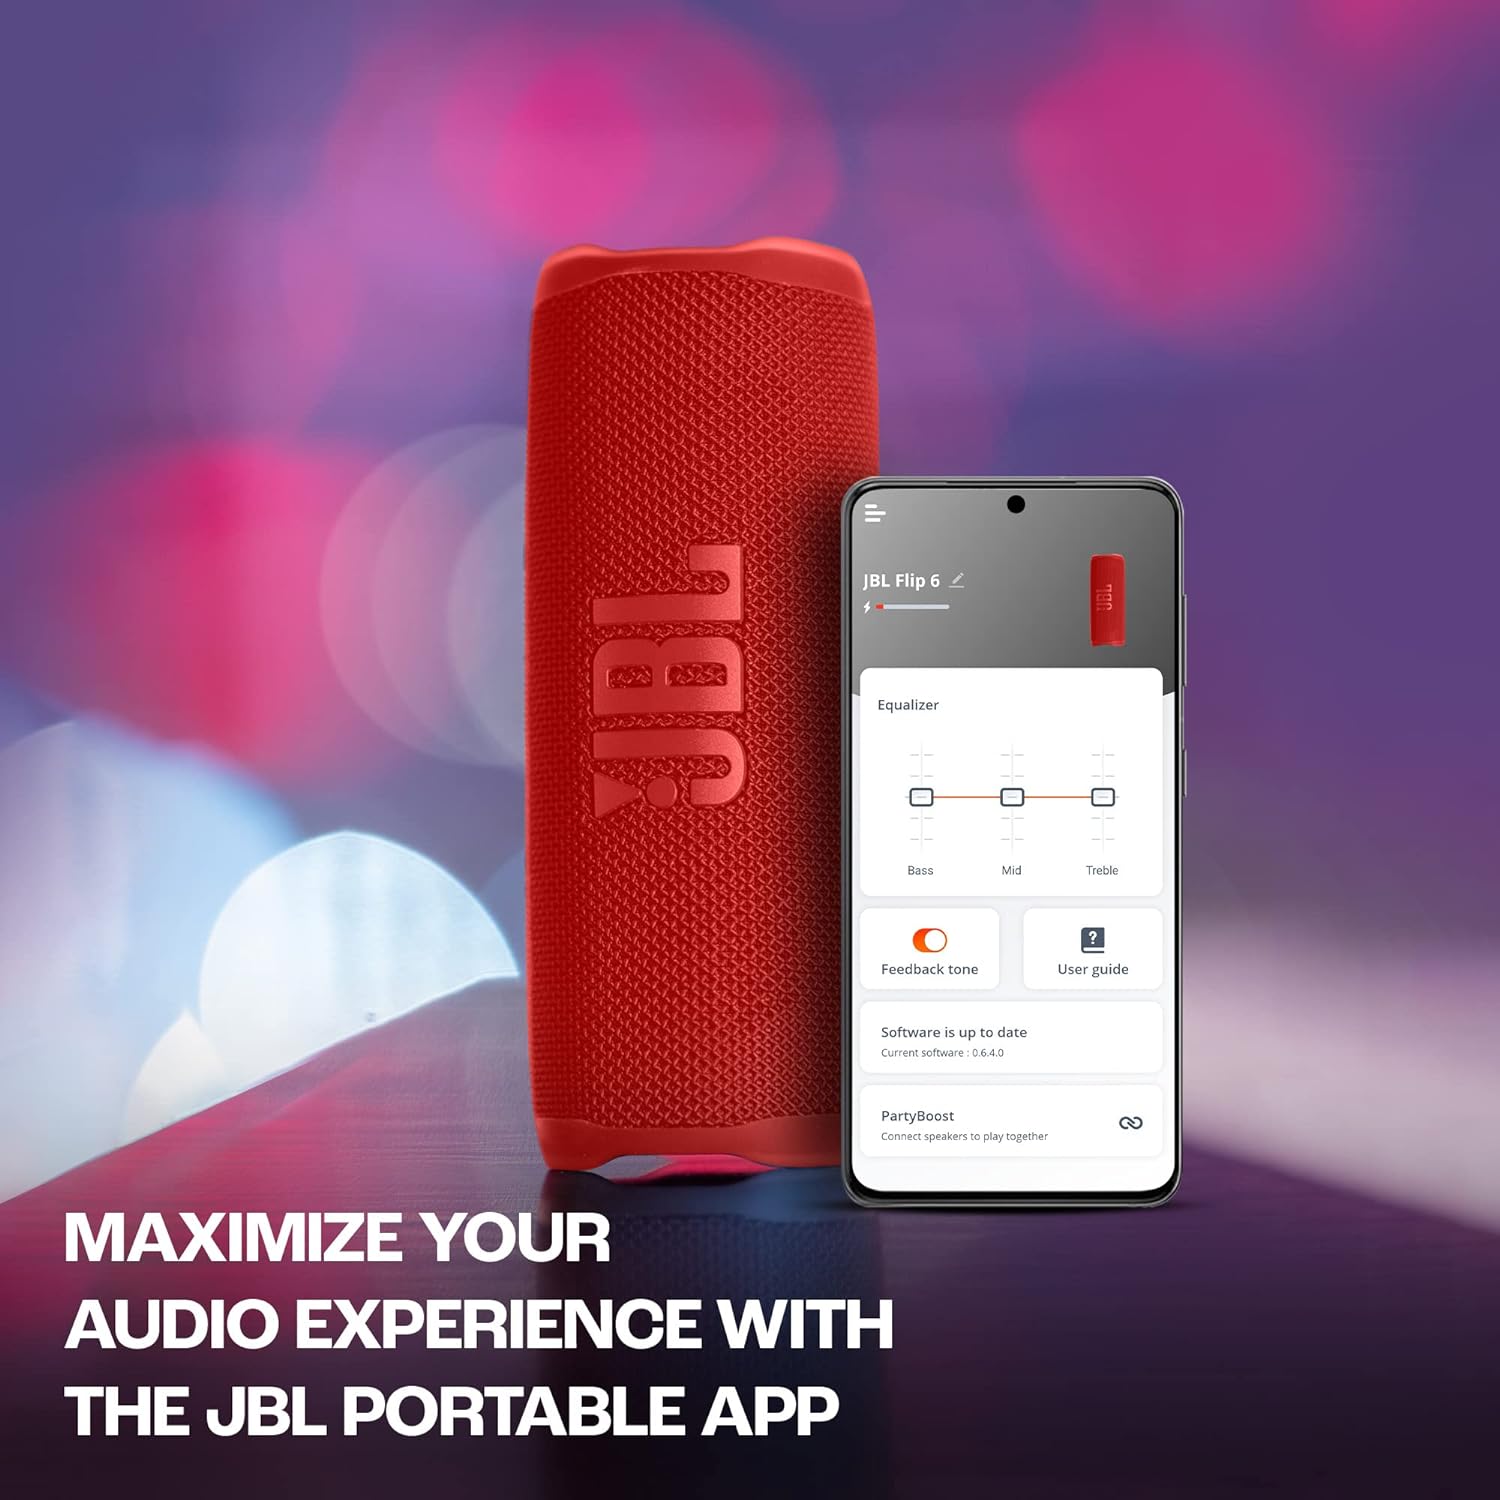 JBL
JBL Flip 6
JBL
Equalizer
Bass Mid Treble
Feedback tone
User guide
Software is up to date
Current software : 0.6.4.0
PartyBoost
Connect speakers to play together
MAXIMIZE YOUR
AUDIO EXPERIENCE WITH
THE JBL PORTABLE APP